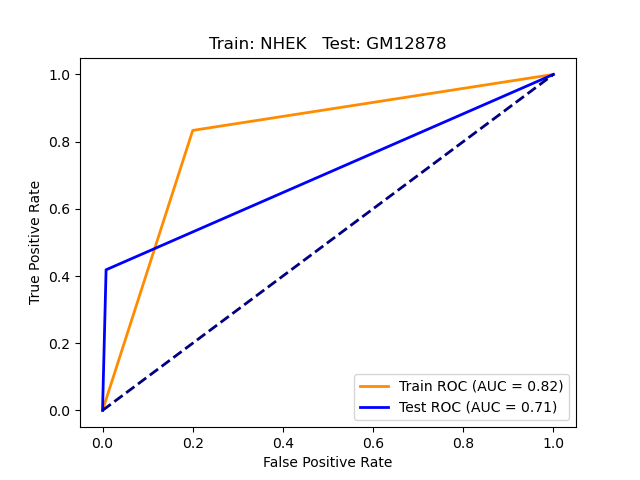 Train: NHEK   Test: GM12878
True Positive Rate
1.0
0.8
0.6
0.4
0.2
0.0
Train ROC (AUC = 0.82)
Test ROC (AUC = 0.71)
0.0 0.2 0.4 0.6 0.8 1.0
False Positive Rate